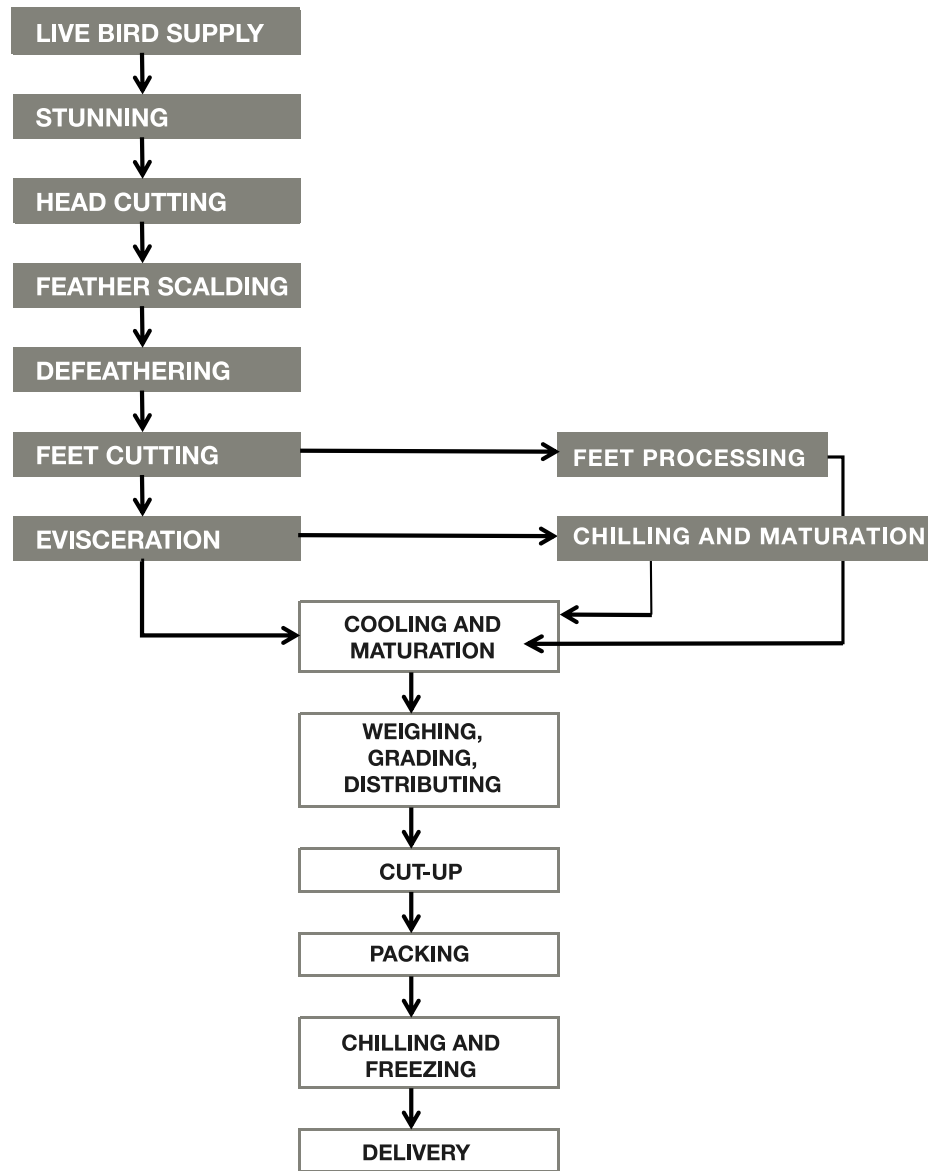 LIVE BIRD SUPPLY
STUNNING
HEAD CUTTING
FEATHER SCALDING
DEFEATHERING
FEET CUTTING
FEET PROCESSING
EVISCERATION
CHILLING AND MATURATION
COOLING AND
MATURATION
WEIGHING,
GRADING,
DISTRIBUTING
CUT-UP
PACKING
CHILLING AND
FREEZING
DELIVERY